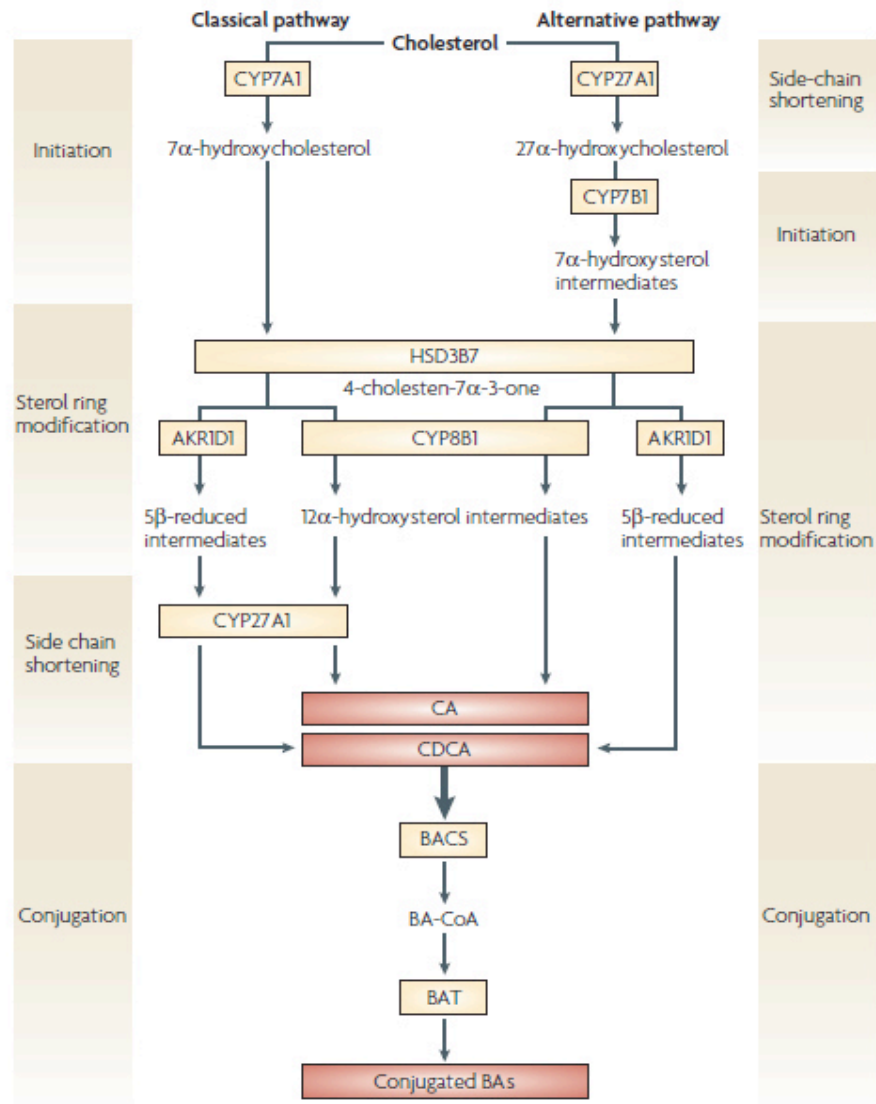 Classical pathway
Alternative pathway
Cholesterol
CYP7A1
CYP27A1
Side-chain
shortening
Initiation
7α-hydroxycholesterol
27α-hydroxycholesterol
CYP7B1
Initiation
7α-hydroxysterol
intermediates
HSD3B7
4-cholesten-7α-3-one
Sterol ring
modification
AKR1D1
CYP8B1
AKR1D1
5β-reduced
intermediates
12α-hydroxysterol intermediates
5β-reduced
intermediates
Sterol ring
modification
CYP27A1
Side chain
shortening
CA
CDCA
BACS
Conjugation
BA-CoA
Conjugation
BAT
Conjugated BAs